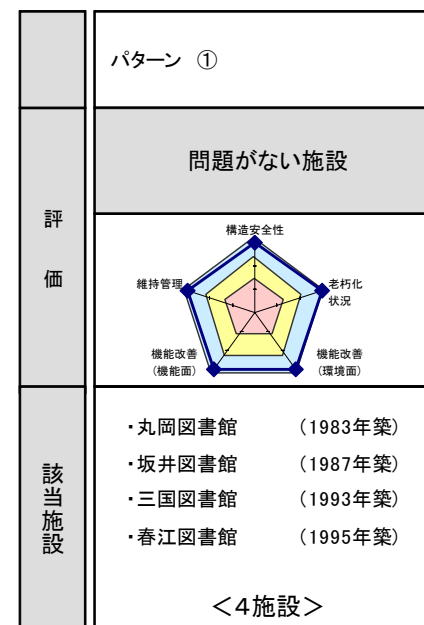 パターン ①
評価
問題がない施設
構造安全性
維持管理
老朽化
状況
機能改善
(機能面)
機能改善
(環境面)
該当施設
・丸岡図書館 (1983年築)
・坂井図書館 (1987年築)
・三国図書館 (1993年築)
・春江図書館 (1995年築)
＜4施設＞